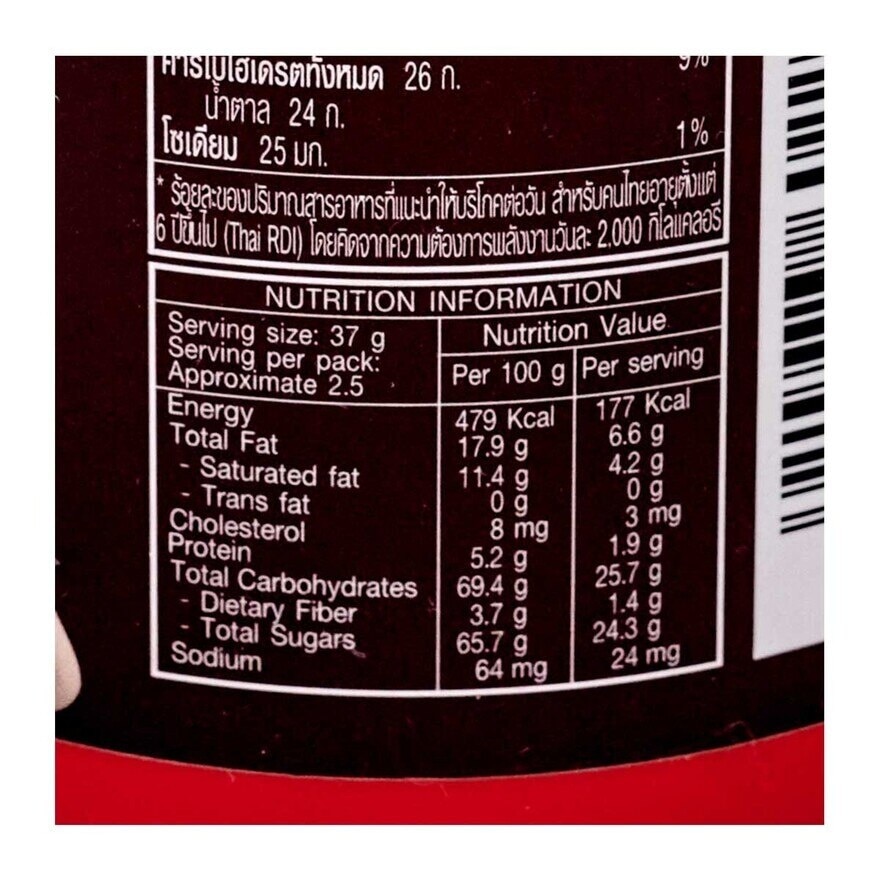 คาร์โบไฮเดรตทั้งหมด 26 ก. 9%
น้ำตาล 24 ก.
โซเดียม 25 มก. 1%
* ร้อยละของปริมาณสารอาหารที่แนะนำให้บริโภคต่อวัน สำหรับคนไทยอายุตั้งแต่
6 ปีขึ้นไป (Thai RDI) โดยคิดจากความต้องการพลังงานวันละ 2,000 กิโลแคลอรี
NUTRITION INFORMATION
Serving size: 37 g Nutrition Value
Serving per pack:
Approximate 2.5 Per 100 g Per serving
Energy 479 Kcal 177 Kcal
Total Fat 17.9 g 6.6 g
- Saturated fat 11.4 g 4.2 g
- Trans fat 0 g 0 g
Cholesterol 8 mg 3 mg
Protein 5.2 g 1.9 g
Total Carbohydrates 69.4 g 25.7 g
- Dietary Fiber 3.7 g 1.4 g
- Total Sugars 65.7 g 24.3 g
Sodium 64 mg 24 mg